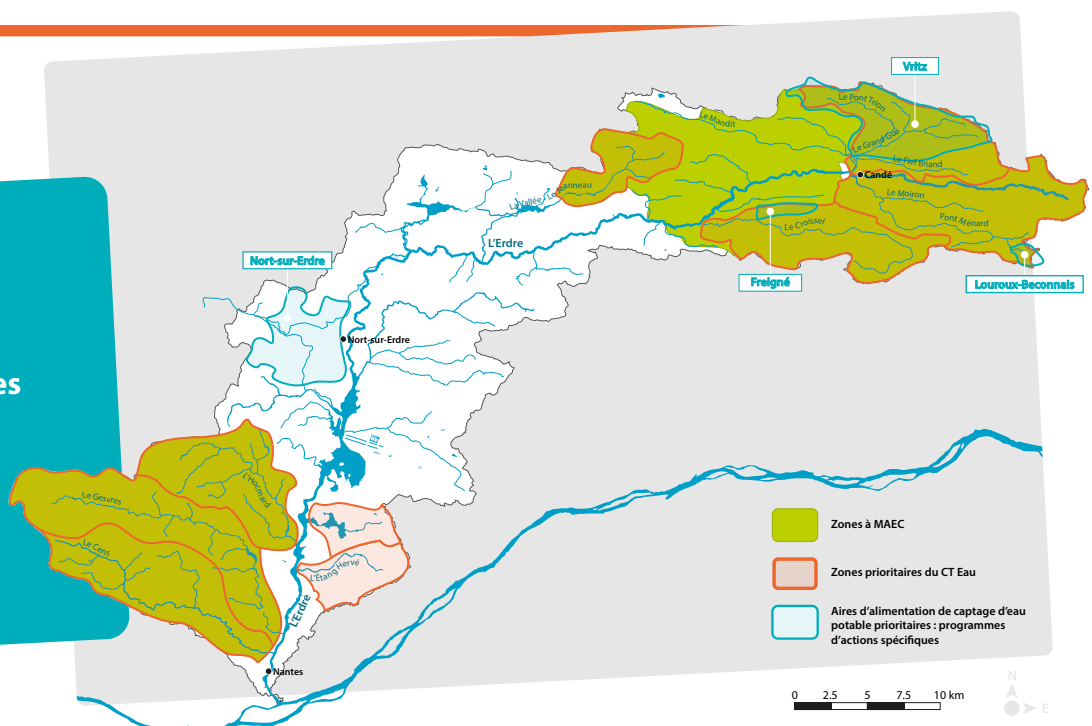 Vritz
Le Pont Trion
Le Mandit
Le Grand Gué
Le Fief Briand
Candé
La Vallée
Le Moiron
Pont Ménard
Le Croissel
L'Erdre
Nort-sur-Erdre
Freigné
Louroux-Beconnais
Nort-sur-Erdre
es
L'Hocmard
Le Gesvres
Le Cens
L'Étang Hervé
L'Erdre
Nantes
Zones à MAEC
Zones prioritaires du CT Eau
Aires d'alimentation de captage d'eau
potable prioritaires : programmes
d'actions spécifiques
0 2.5 5 7.5 10 km
N
E